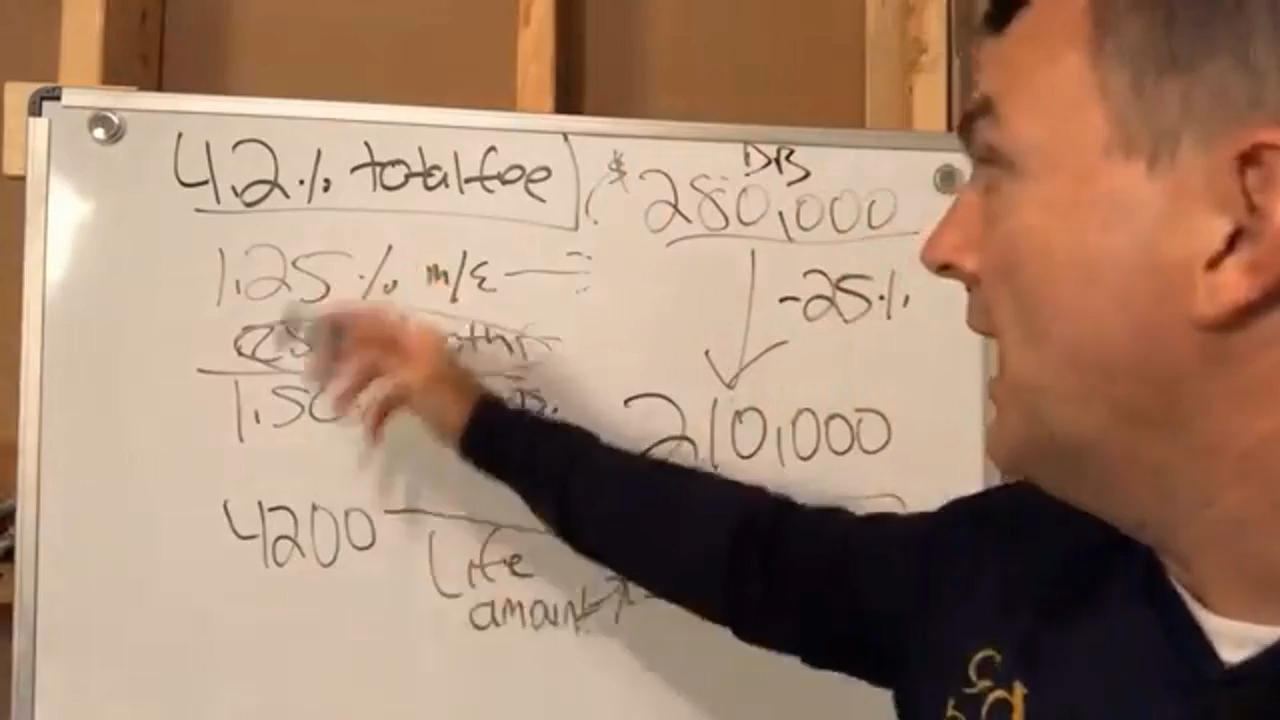 4.2% total fee
DB
$280,000
1.25% m/E
-25%
1.50
210,000
4200
Life
amount